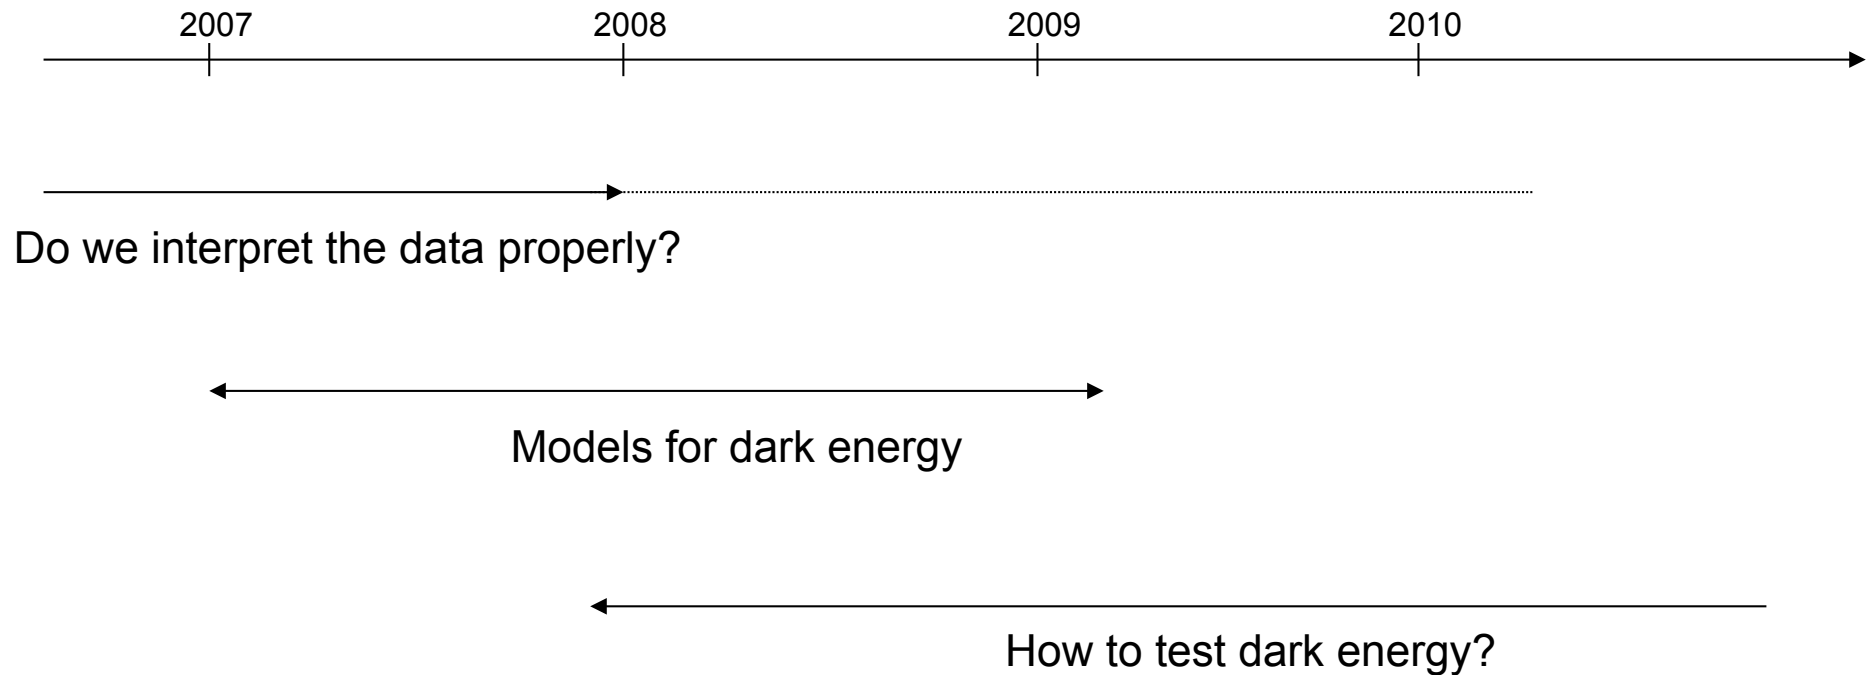 2007 2008 2009 2010
Do we interpret the data properly?
Models for dark energy
How to test dark energy?